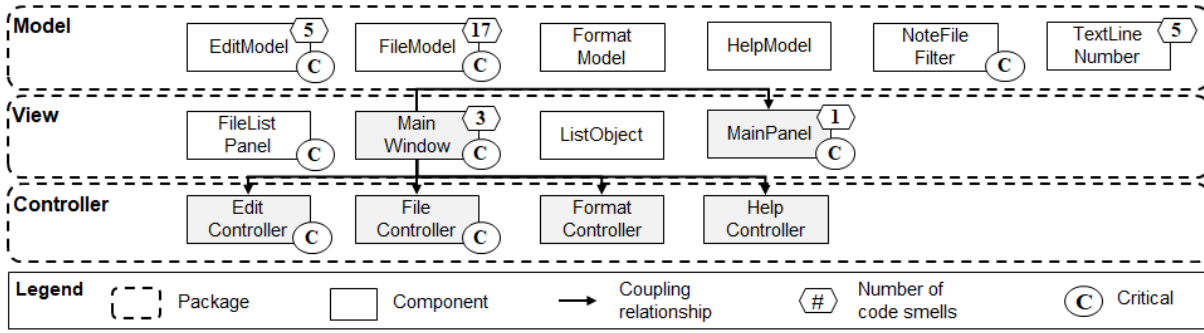 Model
EditModel
5
C
FileModel
17
C
Format
Model
HelpModel
NoteFile
Filter
C
TextLine
Number
5
View
FileList
Panel
C
Main
Window
3
C
ListObject
MainPanel
1
C
Controller
Edit
Controller
C
File
Controller
C
Format
Controller
Help
Controller
Legend
Package
Component
Coupling
relationship
#
Number of
code smells
C
Critical